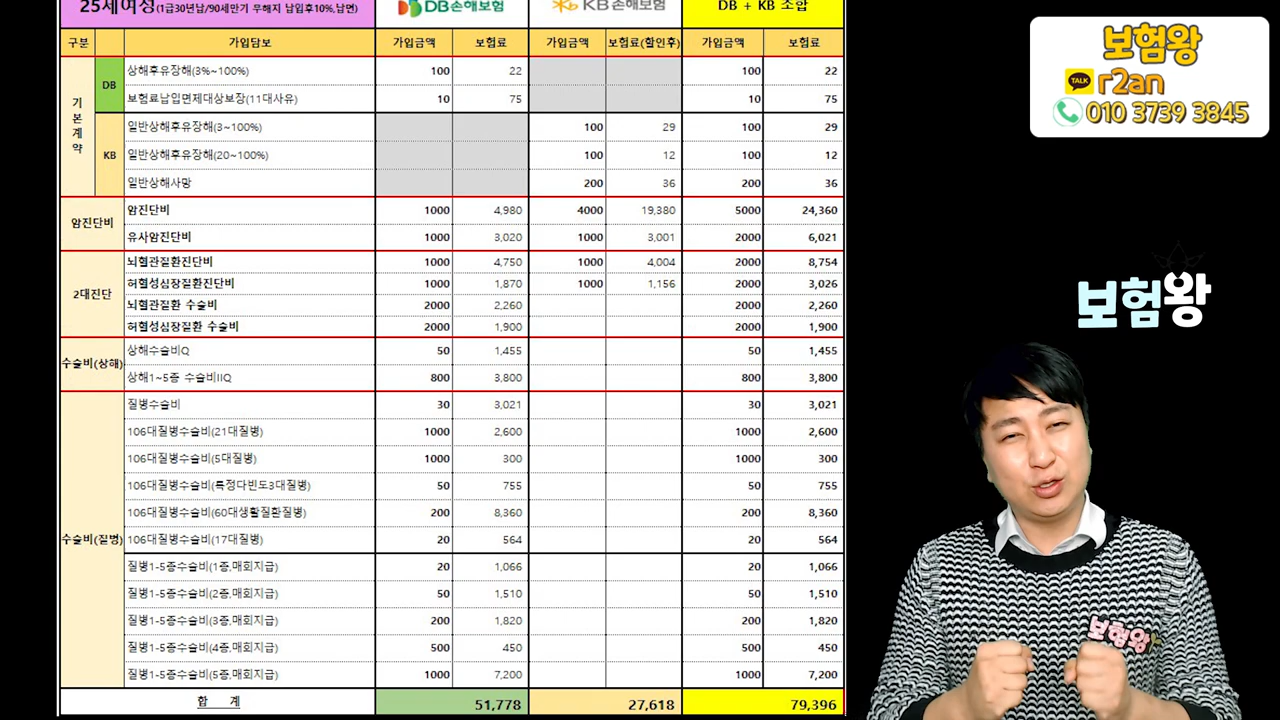 25세여성(1급30년납/90세만기 무해지 납입후10%,납면) DB손해보험 KB손해보험 DB + KB 조합
구분 가입담보 가입금액 보험료 가입금액 보험료(할인후) 가입금액 보험료
기본계약
DB
상해후유장해(3%~100%) 100 22 100 22
보험료납입면제대상보장(11대사유) 10 75 10 75
KB
일반상해후유장해(3~100%) 100 29 100 29
일반상해후유장해(20~100%) 100 12 100 12
일반상해사망 200 36 200 36
암진단비
암진단비 1000 4,980 4000 19,380 5000 24,360
유사암진단비 1000 3,020 1000 3,001 2000 6,021
2대진단
뇌혈관질환진단비 1000 4,750 1000 4,004 2000 8,754
허혈성심장질환진단비 1000 1,870 1000 1,156 2000 3,026
뇌혈관질환 수술비 2000 2,260 2000 2,260
허혈성심장질환 수술비 2000 1,900 2000 1,900
수술비(상해)
상해수술비Q 50 1,455 50 1,455
상해1~5종 수술비IIQ 800 3,800 800 3,800
수술비(질병)
질병수술비 30 3,021 30 3,021
106대질병수술비(21대질병) 1000 2,600 1000 2,600
106대질병수술비(5대질병) 1000 300 1000 300
106대질병수술비(특정다빈도3대질병) 50 755 50 755
106대질병수술비(60대생활질환질병) 200 8,360 200 8,360
106대질병수술비(17대질병) 20 564 20 564
질병1-5종수술비(1종,매회지급) 20 1,066 20 1,066
질병1-5종수술비(2종,매회지급) 50 1,510 50 1,510
질병1-5종수술비(3종,매회지급) 200 1,820 200 1,820
질병1-5종수술비(4종,매회지급) 500 450 500 450
질병1-5종수술비(5종,매회지급) 1000 7,200 1000 7,200
합 계 51,778 27,618 79,396
보험왕
TALK r2an
010 3739 3845
보험왕
보험왕